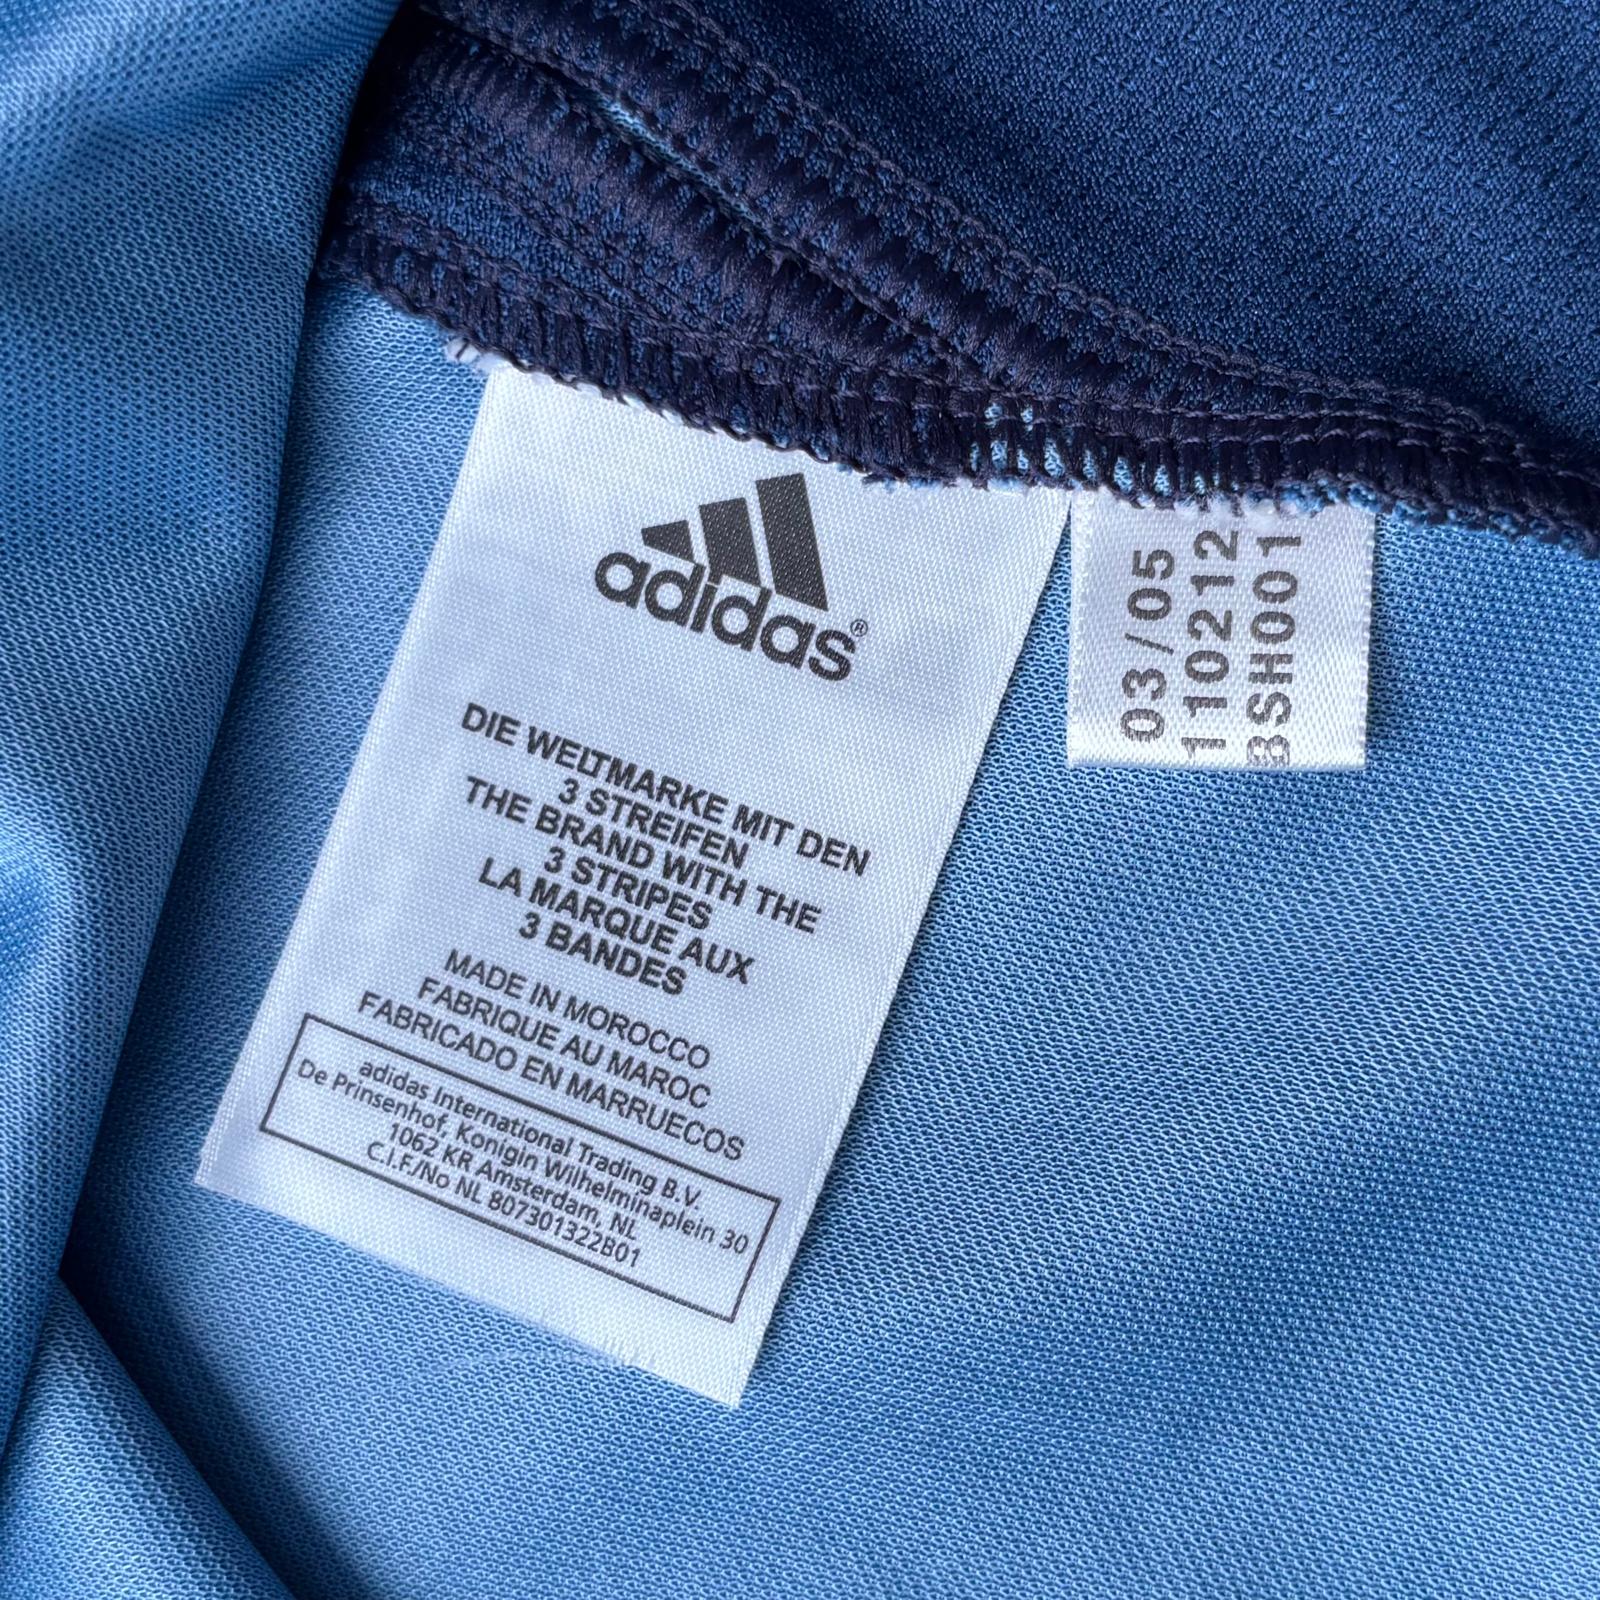 adidas®
DIE WELTMARKE MIT DEN
3 STREIFEN
THE BRAND WITH THE
3 STRIPES
LA MARQUE AUX
3 BANDES
MADE IN MOROCCO
FABRIQUE AU MAROC
FABRICADO EN MARRUECOS
adidas International Trading B.V.
De Prinsenhof, Konigin Wilhelminaplein 30
1062 KR Amsterdam, NL
C.I.F./No NL 807301322B01
03/05
110212
BSH001